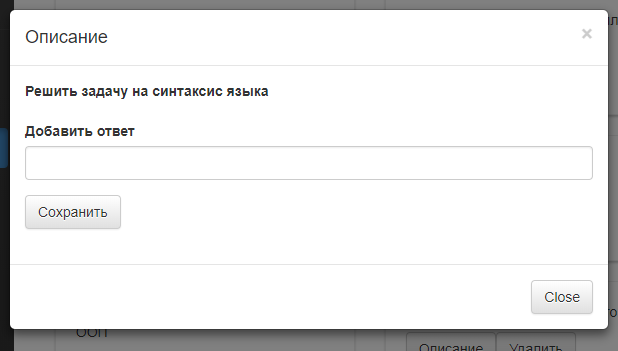 Описание
×
Решить задачу на синтаксис языка
Добавить ответ
Сохранить
Close
ООП
Описание
Удалить